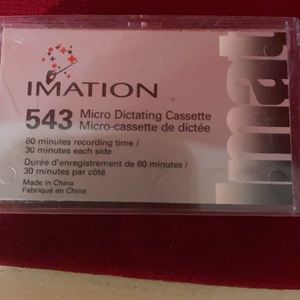 IMATION
543 Micro Dictating Cassette
Micro-cassette de dictée
60 minutes recording time /
30 minutes each side
Durée d'enregistrement de 60 minutes /
30 minutes par côté
Made in China
Fabriqué en Chine
Imat